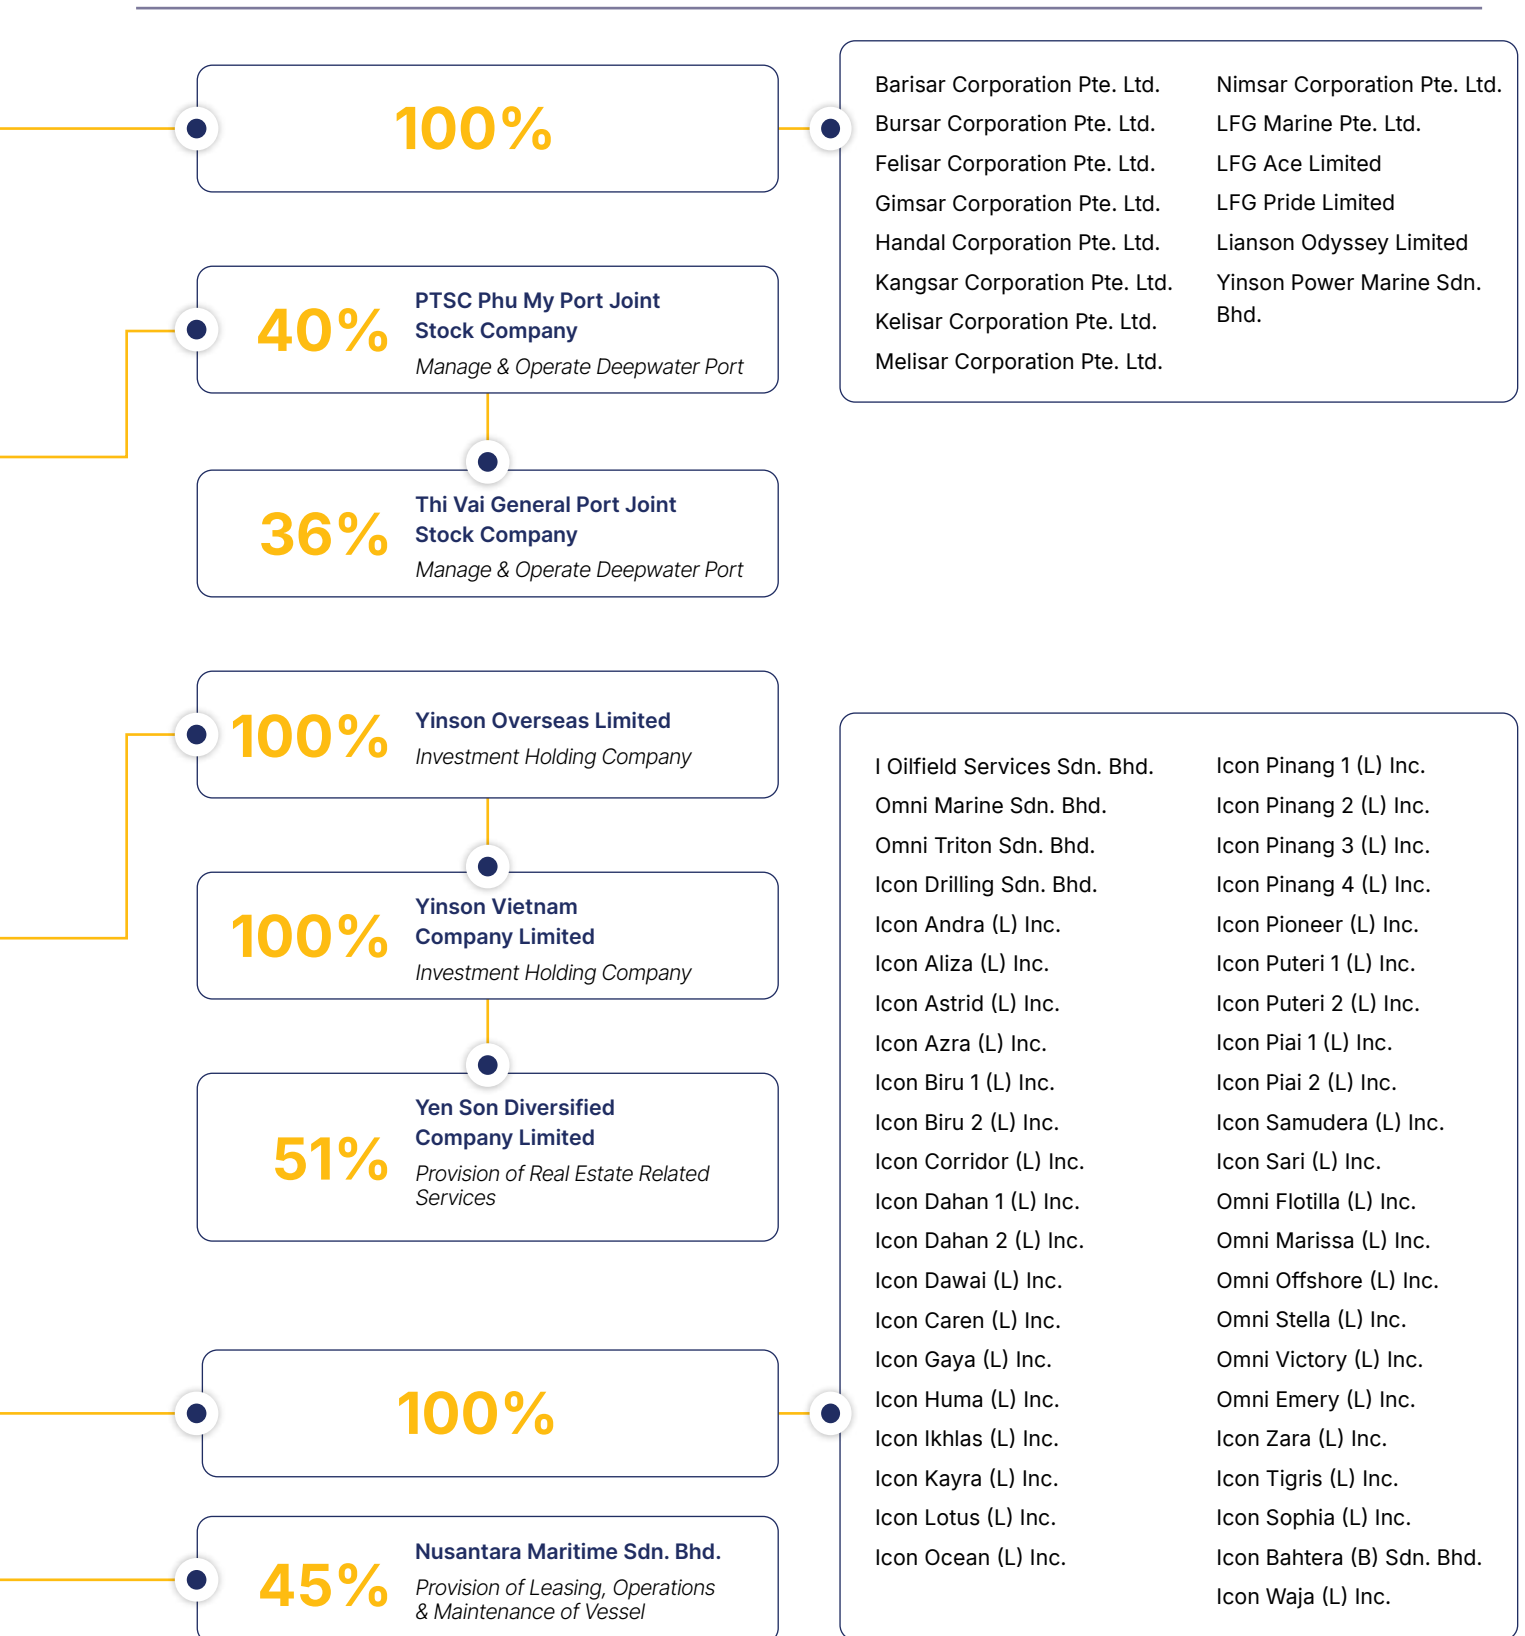 100%
Barisar Corporation Pte. Ltd.
Bursar Corporation Pte. Ltd.
Felisar Corporation Pte. Ltd.
Gimsar Corporation Pte. Ltd.
Handal Corporation Pte. Ltd.
Kangsar Corporation Pte. Ltd.
Kelisar Corporation Pte. Ltd.
Melisar Corporation Pte. Ltd.
Nimsar Corporation Pte. Ltd.
LFG Marine Pte. Ltd.
LFG Ace Limited
LFG Pride Limited
Lianson Odyssey Limited
Yinson Power Marine Sdn.
Bhd.
40%
PTSC Phu My Port Joint
Stock Company
Manage & Operate Deepwater Port
36%
Thi Vai General Port Joint
Stock Company
Manage & Operate Deepwater Port
100%
Yinson Overseas Limited
Investment Holding Company
100%
Yinson Vietnam
Company Limited
Investment Holding Company
51%
Yen Son Diversified
Company Limited
Provision of Real Estate Related
Services
100%
I Oilfield Services Sdn. Bhd.
Omni Marine Sdn. Bhd.
Omni Triton Sdn. Bhd.
Icon Drilling Sdn. Bhd.
Icon Andra (L) Inc.
Icon Aliza (L) Inc.
Icon Astrid (L) Inc.
Icon Azra (L) Inc.
Icon Biru 1 (L) Inc.
Icon Biru 2 (L) Inc.
Icon Corridor (L) Inc.
Icon Dahan 1 (L) Inc.
Icon Dahan 2 (L) Inc.
Icon Dawai (L) Inc.
Icon Caren (L) Inc.
Icon Gaya (L) Inc.
Icon Huma (L) Inc.
Icon Ikhlas (L) Inc.
Icon Kayra (L) Inc.
Icon Lotus (L) Inc.
Icon Ocean (L) Inc.
Icon Pinang 1 (L) Inc.
Icon Pinang 2 (L) Inc.
Icon Pinang 3 (L) Inc.
Icon Pinang 4 (L) Inc.
Icon Pioneer (L) Inc.
Icon Puteri 1 (L) Inc.
Icon Puteri 2 (L) Inc.
Icon Piai 1 (L) Inc.
Icon Piai 2 (L) Inc.
Icon Samudera (L) Inc.
Icon Sari (L) Inc.
Omni Flotilla (L) Inc.
Omni Marissa (L) Inc.
Omni Offshore (L) Inc.
Omni Stella (L) Inc.
Omni Victory (L) Inc.
Omni Emery (L) Inc.
Icon Zara (L) Inc.
Icon Tigris (L) Inc.
Icon Sophia (L) Inc.
Icon Bahtera (B) Sdn. Bhd.
Icon Waja (L) Inc.
45%
Nusantara Maritime Sdn. Bhd.
Provision of Leasing, Operations
& Maintenance of Vessel